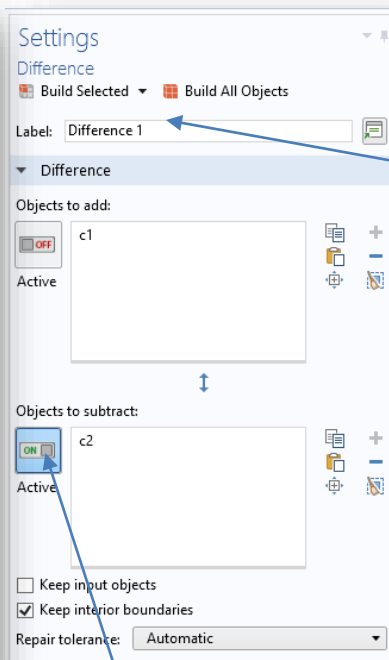 Settings
Difference
Build Selected Build All Objects
Label: Difference 1
Difference
Objects to add:
OFF
c1
Active
Objects to subtract:
ON
c2
Active
Keep input objects
Keep interior boundaries
Repair tolerance: Automatic